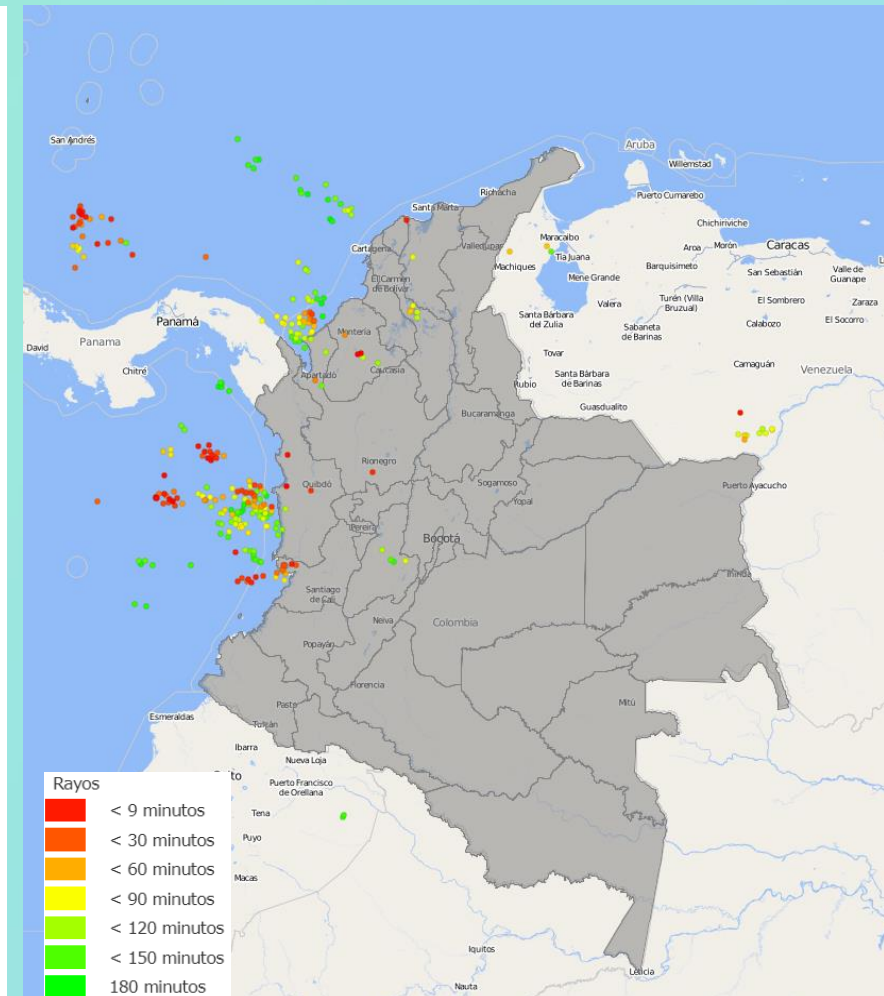 San Andrés
Aruba
Willemstad
Riohacha
Puerto Cumarebo
Santa Marta
Chichiriviche
Cartagena
Valledupar
Maracaibo
Tia Juana
Aroa
Morón
Caracas
Machiques
Barquisimeto
El Carmen
de Bolívar
Mene Grande
San Sebastián
Valle de
Guanape
Valera
Turén (Villa
Bruzual)
El Sombrero
Zaraza
Panamá
Santa Bárbara
del Zulia
Sabaneta
de Barinas
Calabozo
El Socorro
Panama
Montería
David
Tovar
Camaguán
Chitré
Apartadó
Caucasia
Rubio
Santa Bárbara
de Barinas
Venezuela
Guasdualito
Bucaramanga
Rionegro
Quibdó
Sogamoso
Puerto Ayacucho
Yopal
Pereira
Bogotá
Inírida
Santiago
de Cali
Neiva
Colombia
Popayán
Florencia
Mitú
Pasto
Esmeraldas
Tulcán
Ibarra
Nueva Loja
Puerto Francisco
de Orellana
Tena
Puyo
Macas
Iquitos
Nauta
Leticia
Rayos
< 9 minutos
< 30 minutos
< 60 minutos
< 90 minutos
< 120 minutos
< 150 minutos
180 minutos